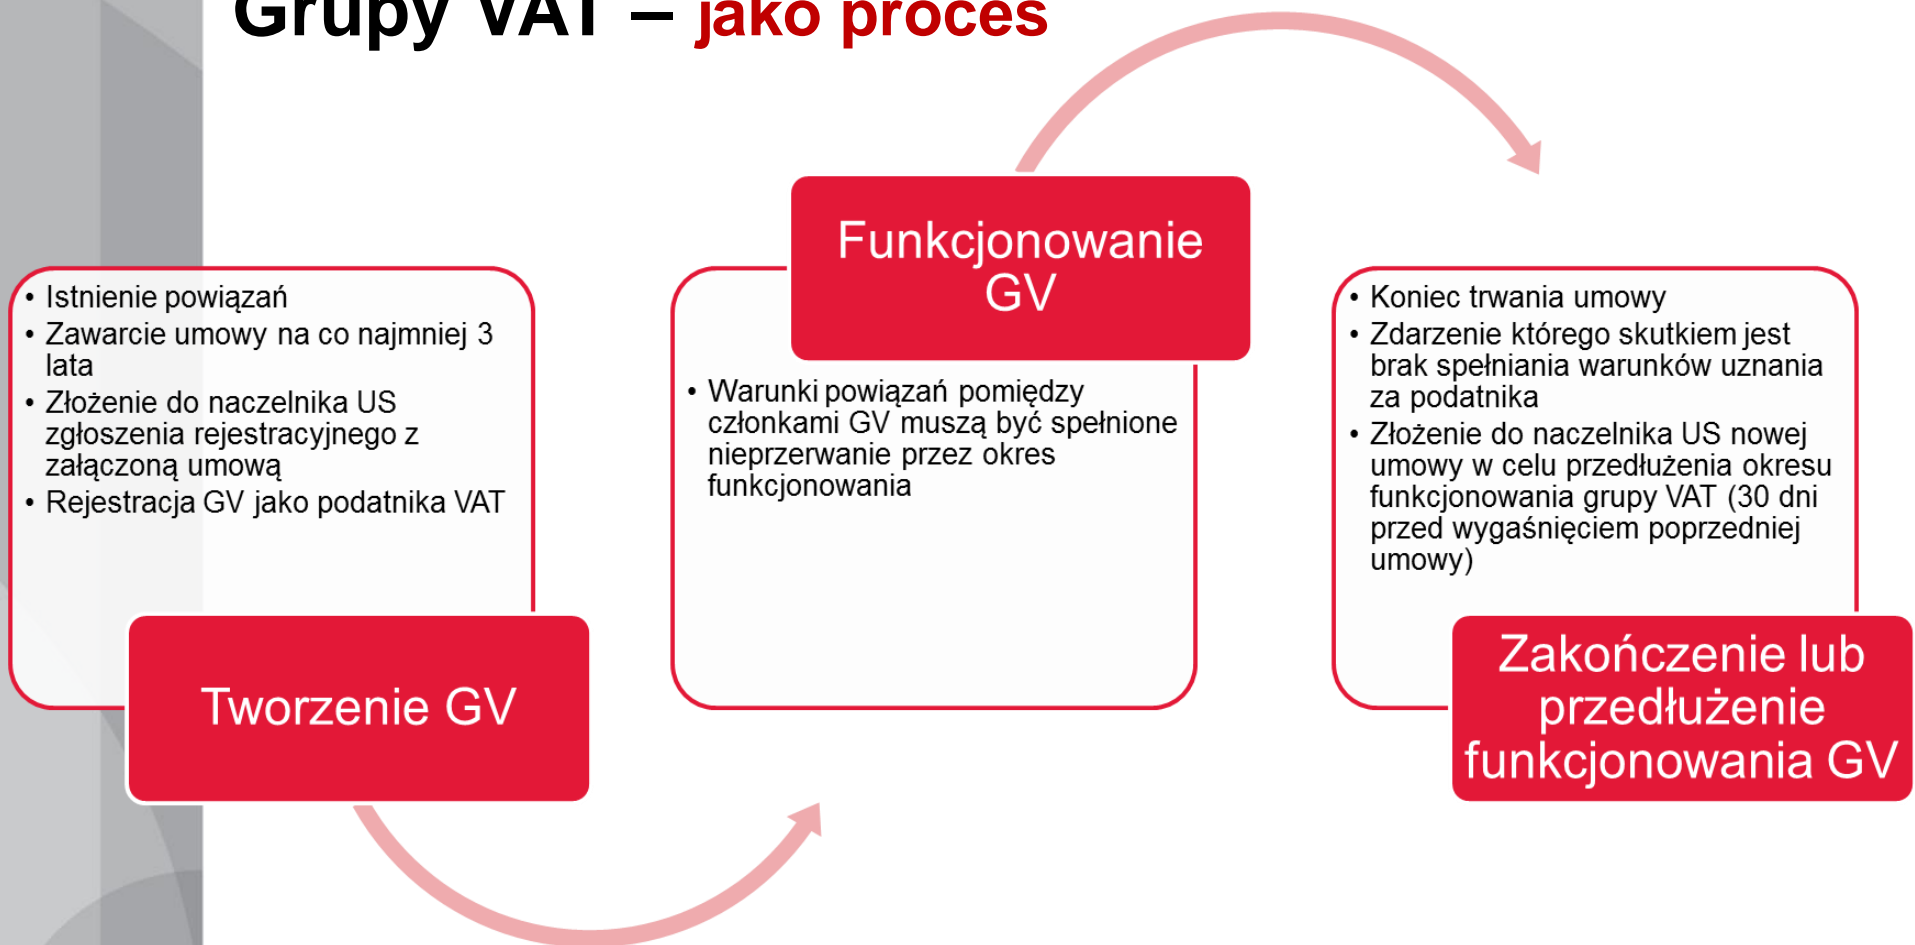 Grupy VAT – jako proces
• Istnienie powiązań
• Zawarcie umowy na co najmniej 3
lata
• Złożenie do naczelnika US
zgłoszenia rejestracyjnego z
załączoną umową
• Rejestracja GV jako podatnika VAT
Tworzenie GV
Funkcjonowanie
GV
• Warunki powiązań pomiędzy
członkami GV muszą być spełnione
nieprzerwanie przez okres
funkcjonowania
• Koniec trwania umowy
• Zdarzenie którego skutkiem jest
brak spełniania warunków uznania
za podatnika
• Złożenie do naczelnika US nowej
umowy w celu przedłużenia okresu
funkcjonowania grupy VAT (30 dni
przed wygaśnięciem poprzedniej
umowy)
Zakończenie lub
przedłużenie
funkcjonowania GV